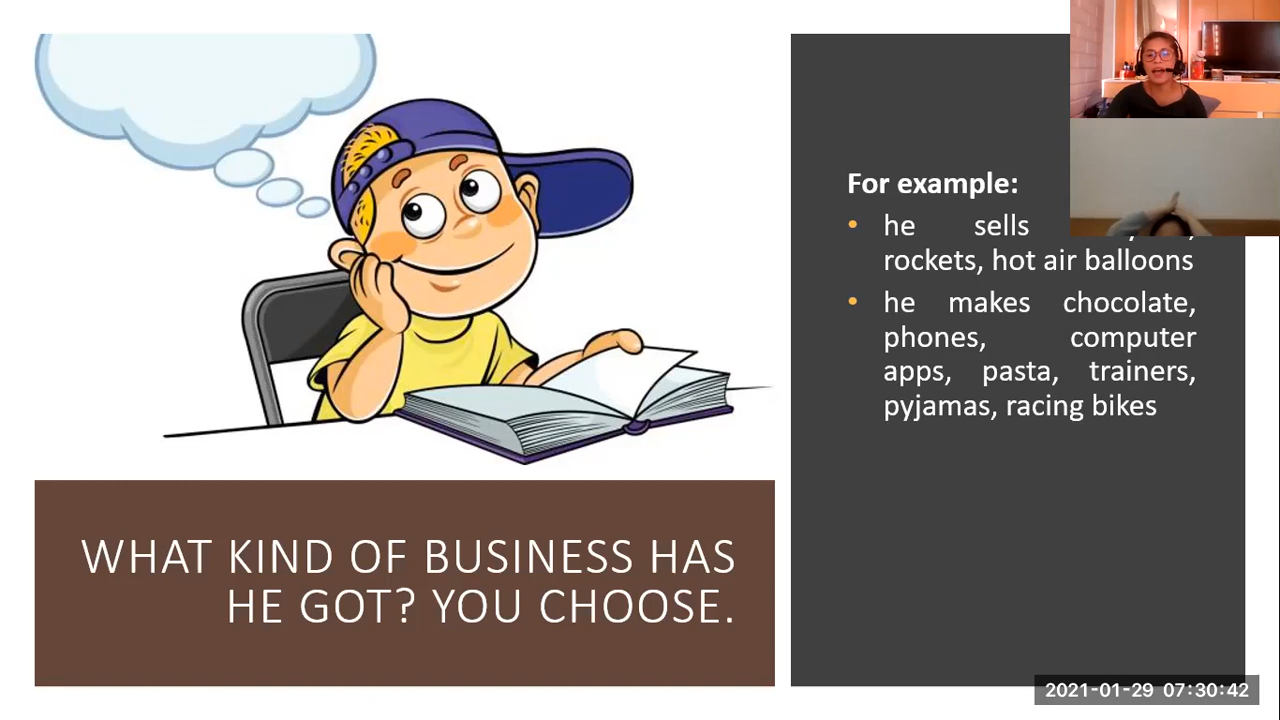 WHAT KIND OF BUSINESS HAS
HE GOT? YOU CHOOSE.
For example:
he sells
rockets, hot air balloons
he makes chocolate,
phones, computer
apps, pasta, trainers,
pyjamas, racing bikes
2021-01-29 07:30:42